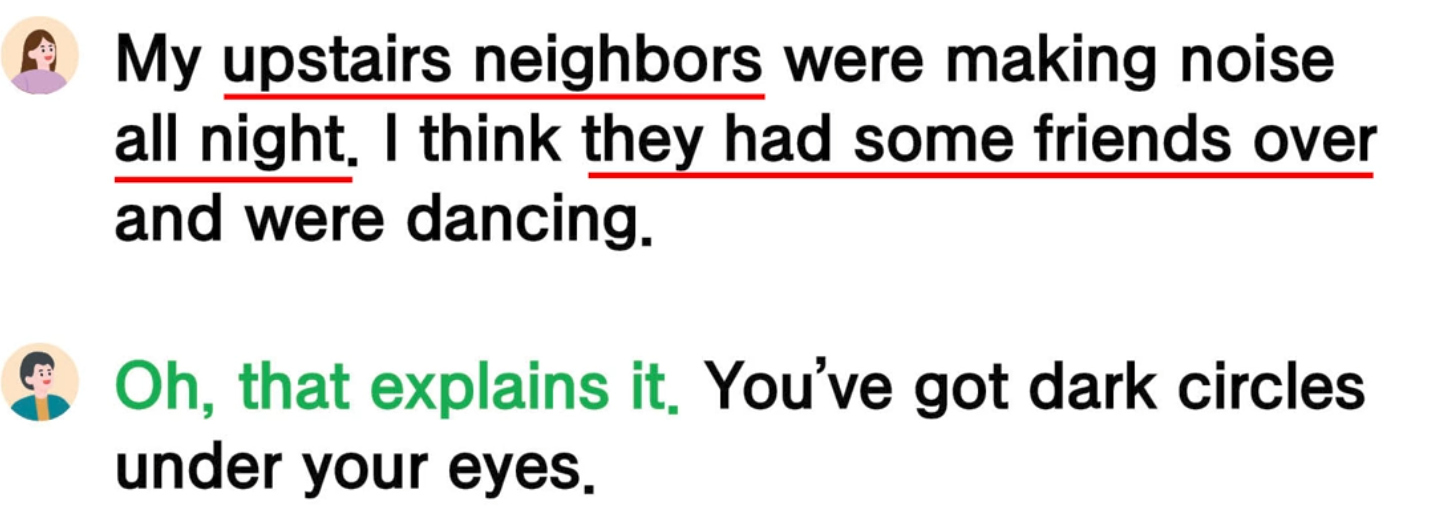 My upstairs neighbors were making noise
all night. I think they had some friends over
and were dancing.
Oh, that explains it. You’ve got dark circles
under your eyes.